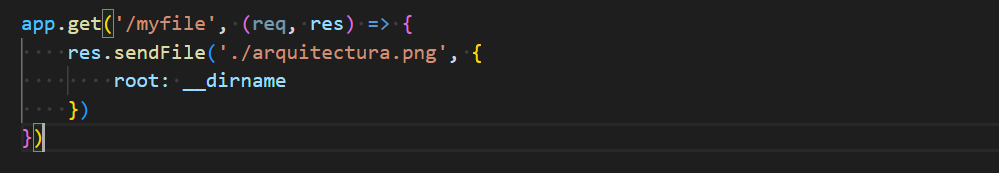 app.get('/myfile', (req, res) => {
    res.sendFile('./arquitectura.png', {
        root: __dirname
    })
})